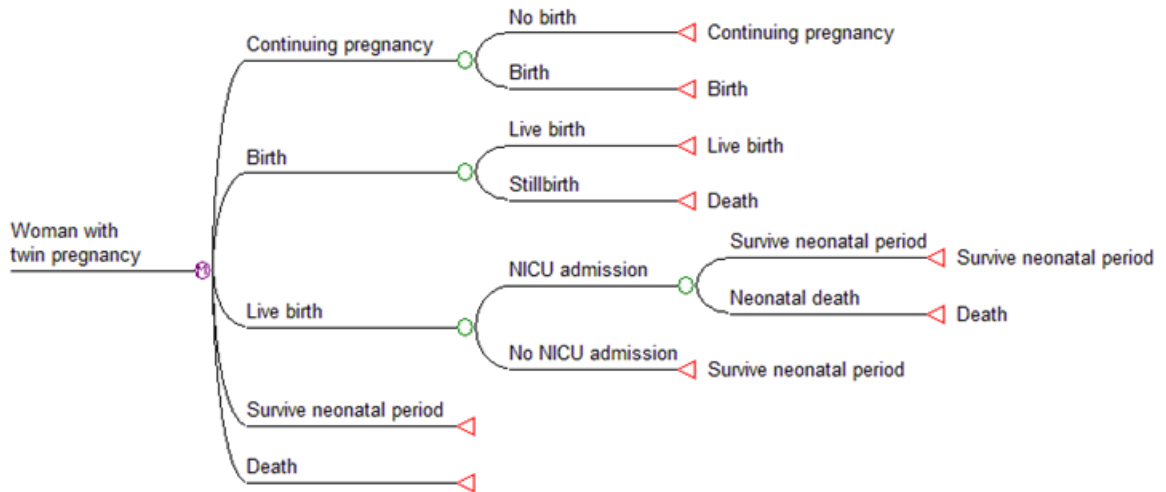 No birth
Continuing pregnancy
Continuing pregnancy
Birth
Birth
Live birth
Live birth
Birth
Stillbirth
Death
Woman with
twin pregnancy
Survive neonatal period
Survive neonatal period
NICU admission
Neonatal death
Death
Live birth
No NICU admission
Survive neonatal period
Survive neonatal period
Death